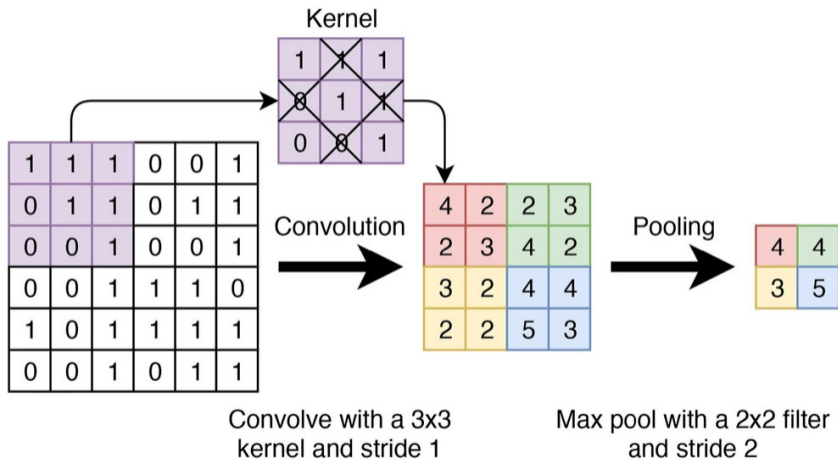 Kernel
1 1 1
0 1 1
0 0 1
1 1 1 0 0 1
0 1 1 0 1 1
0 0 1 0 0 1
0 0 1 1 1 0
1 0 1 1 1 1
0 0 1 0 1 1
Convolution
4 2 2 3
2 3 4 2
3 2 4 4
2 2 5 3
Pooling
4 4
3 5
Convolve with a 3x3
kernel and stride 1
Max pool with a 2x2 filter
and stride 2